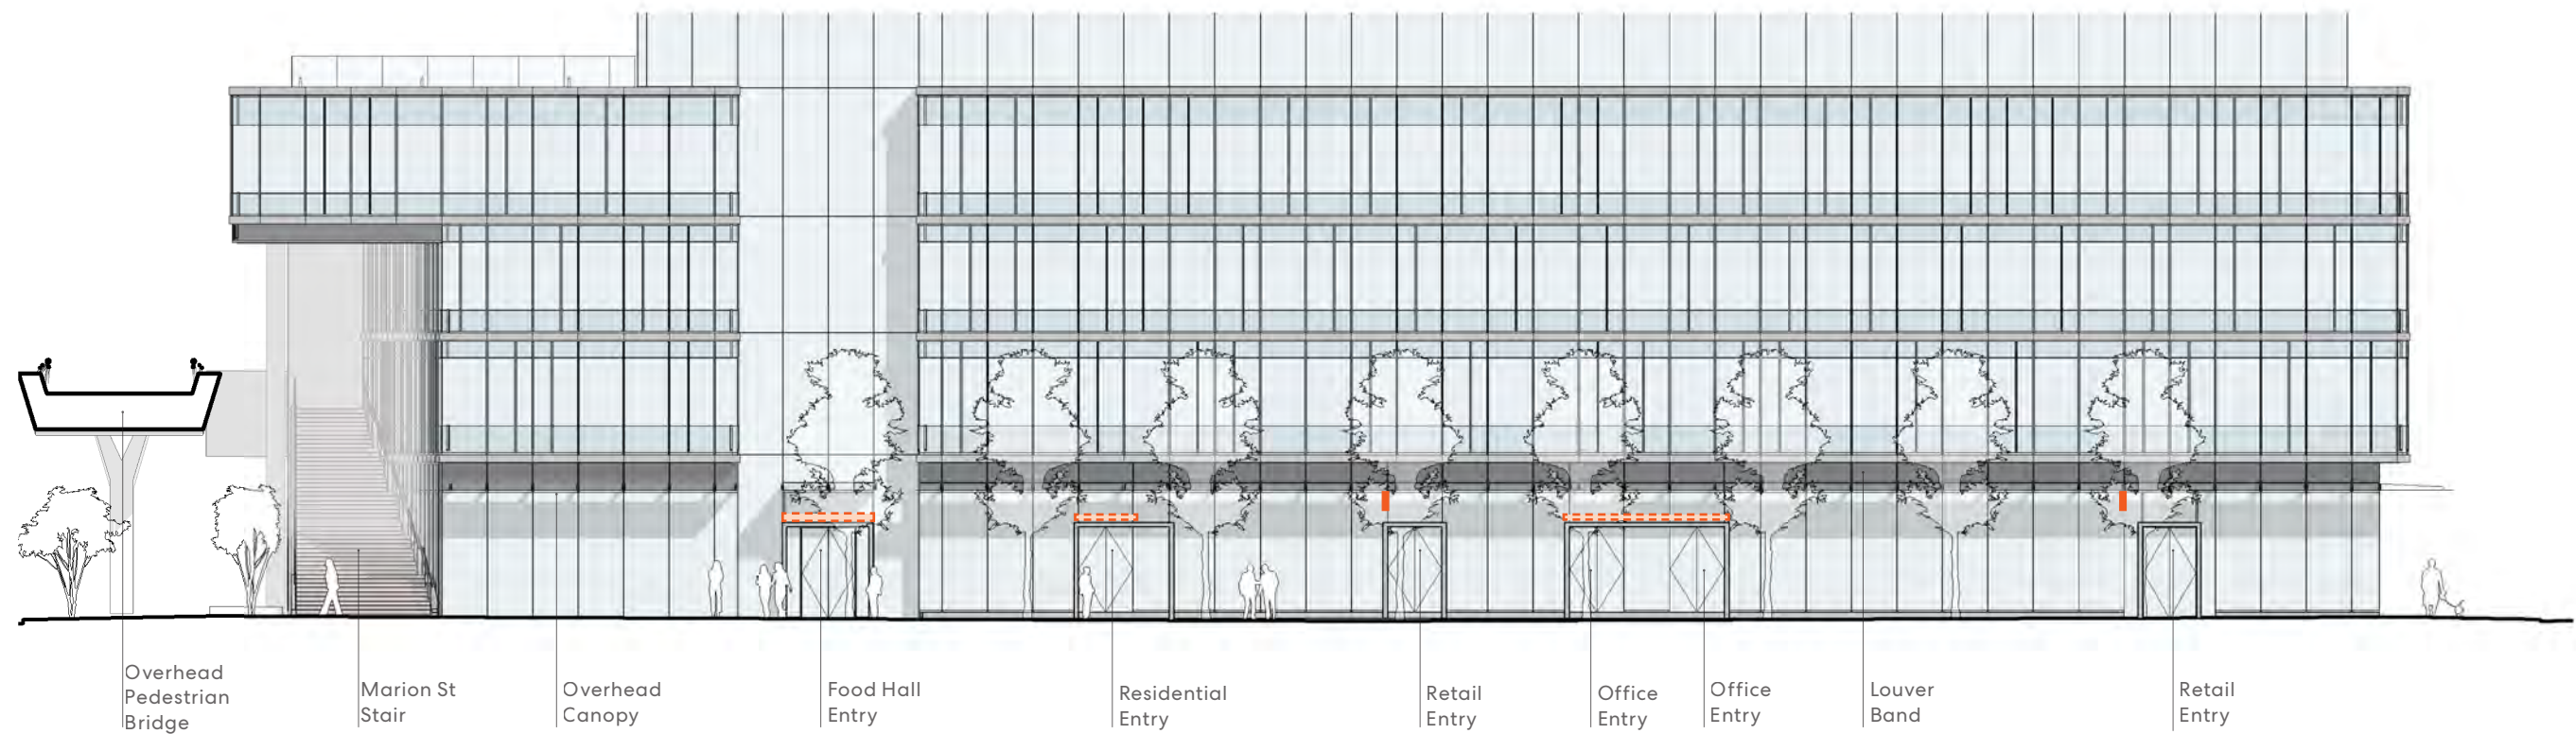 Overhead
Pedestrian
Bridge
Marion St
Stair
Overhead
Canopy
Food Hall
Entry
Residential
Entry
Retail
Entry
Office
Entry
Office
Entry
Louver
Band
Retail
Entry